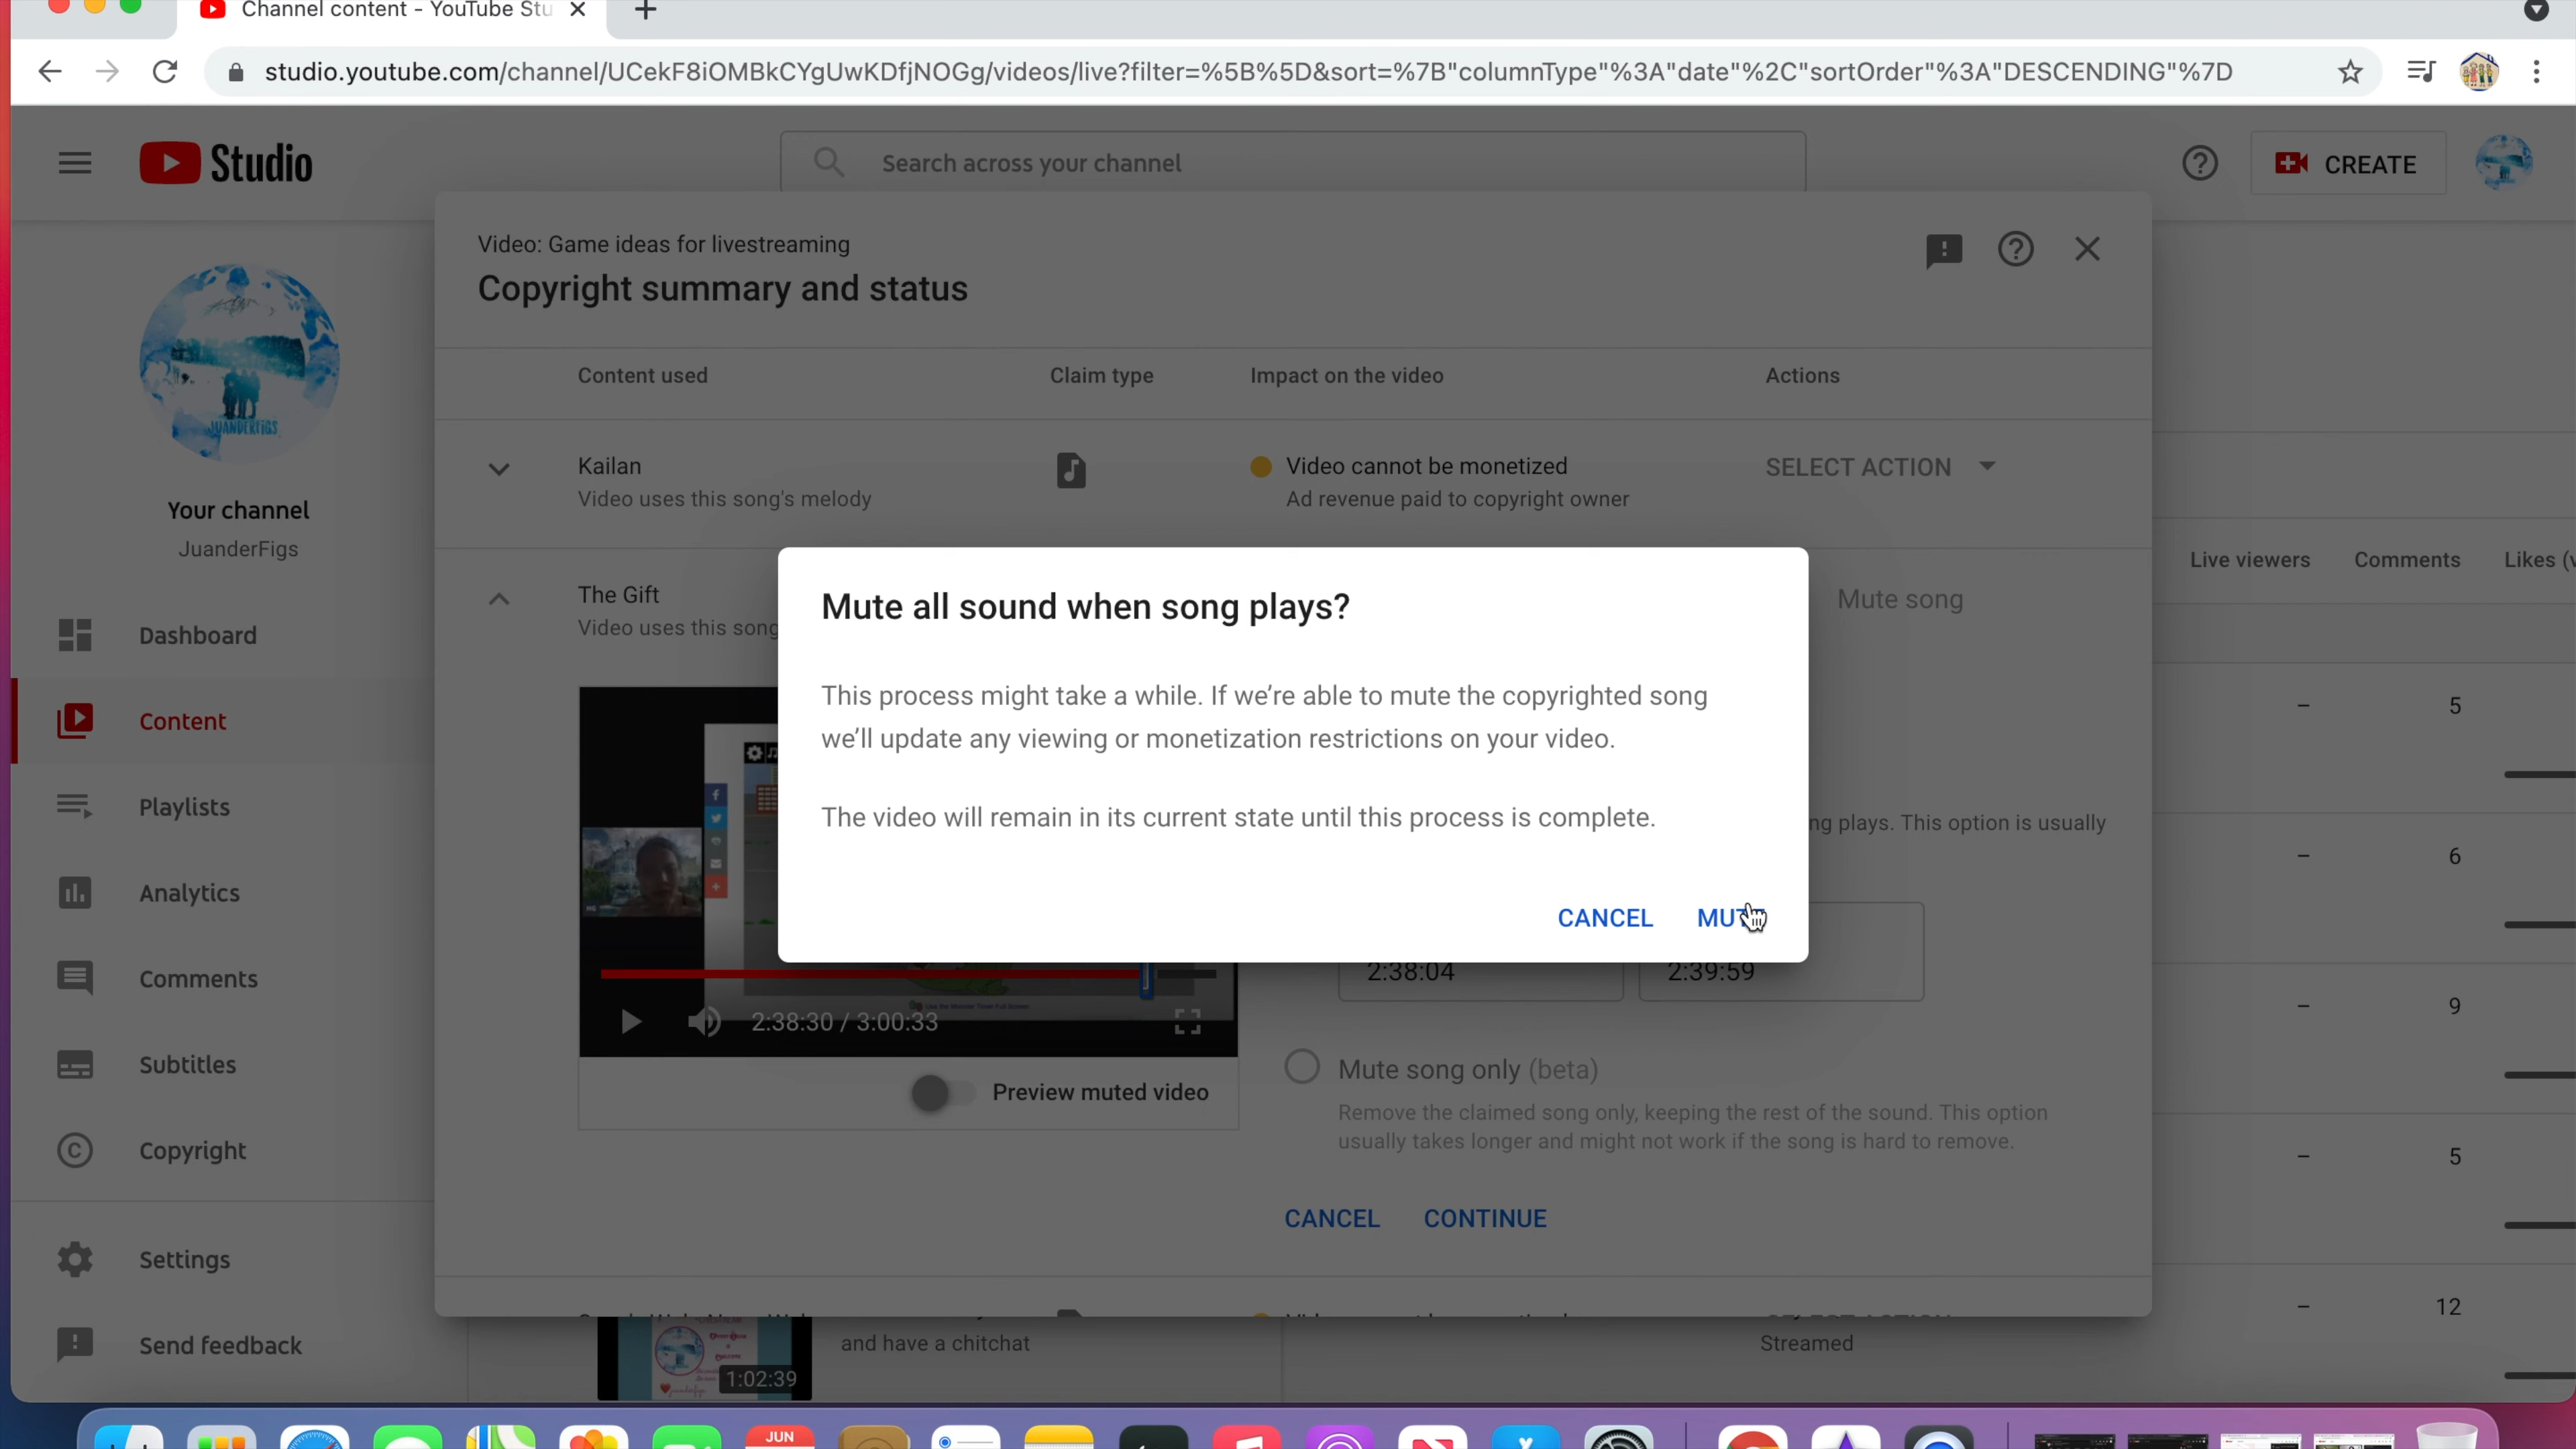 Channel content - YouTube Stu
studio.youtube.com/channel/UCekF8iOMBkCYgUwKDfjNOGg/videos/live?filter=%5B%5D&sort=%7B"columnType"%3A"date"%2C"sortOrder"%3A"DESCENDING"%7D
Studio
Search across your channel
CREATE
Video: Game ideas for livestreaming
Copyright summary and status
Content used
Claim type
Impact on the video
Actions
Kailan
Video uses this song's melody
Video cannot be monetized
Ad revenue paid to copyright owner
SELECT ACTION
The Gift
Video uses this song
Mute song
Mute all sound when song plays?
This process might take a while. If we're able to mute the copyrighted song
we'll update any viewing or monetization restrictions on your video.
The video will remain in its current state until this process is complete.
CANCEL
MUTE
ng plays. This option is usually
2:38:04
2:39:59
2:38:30 / 3:00:33
Preview muted video
Mute song only (beta)
Remove the claimed song only, keeping the rest of the sound. This option
usually takes longer and might not work if the song is hard to remove.
CANCEL
CONTINUE
and have a chitchat
1:02:39
Streamed
JUANDERFIGS
Your channel
JuanderFigs
Dashboard
Content
Playlists
Analytics
Comments
Subtitles
Copyright
Settings
Send feedback
Live viewers
Comments
Likes (v
– 5
– 6
– 9
– 5
– 12
JUN